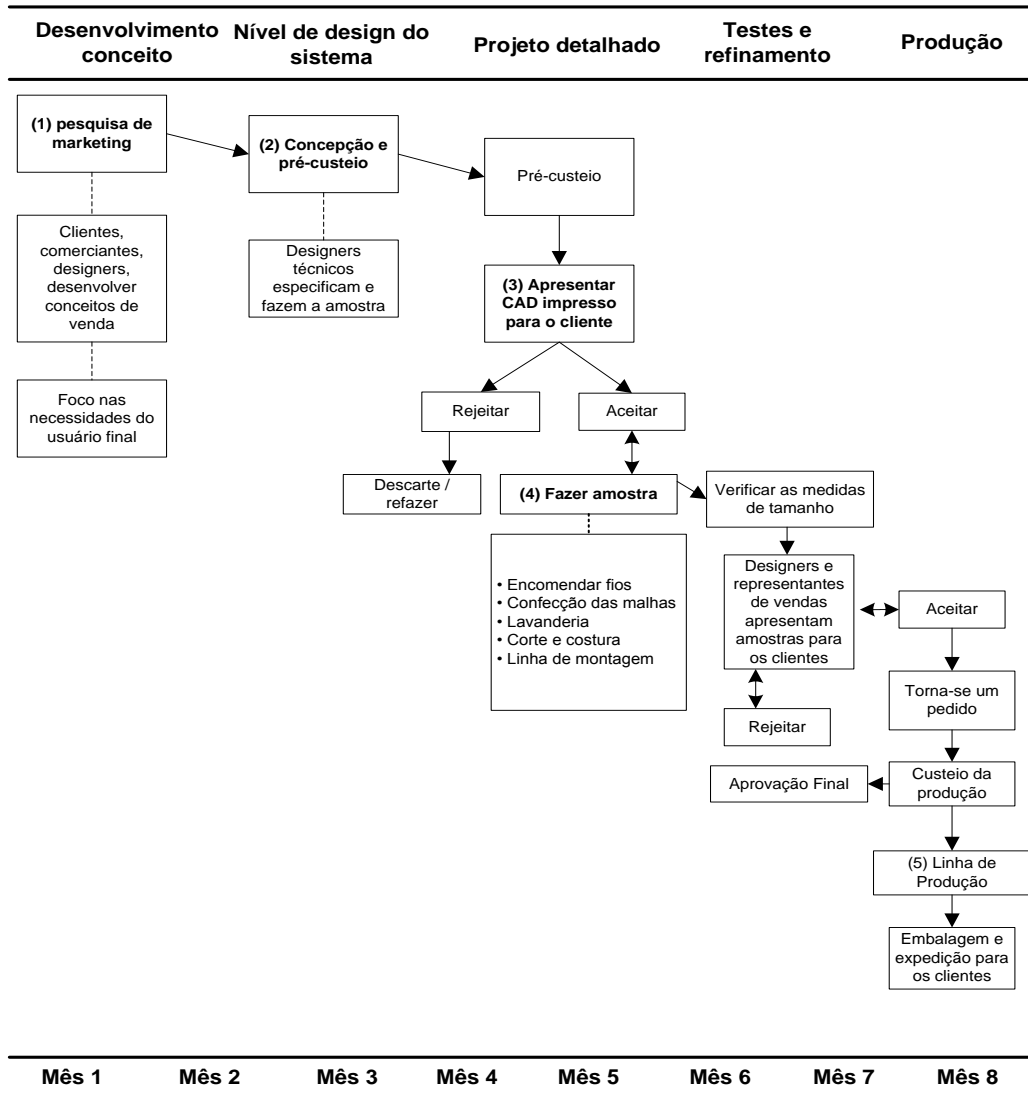 Desenvolvimento
conceito
Nível de design do
sistema
Projeto detalhado
Testes e
refinamento
Produção
(1) pesquisa de
marketing
Clientes,
comerciantes,
designers,
desenvolver
conceitos de
venda
Foco nas
necessidades do
usuário final
(2) Concepção e
pré-custeio
Designers
técnicos
especificam e
fazem a amostra
Pré-custeio
(3) Apresentar
CAD impresso
para o cliente
Rejeitar
Aceitar
Descarte /
refazer
(4) Fazer amostra
• Encomendar fios
• Confecção das malhas
• Lavanderia
• Corte e costura
• Linha de montagem
Verificar as medidas
de tamanho
Designers e
representantes
de vendas
apresentam
amostras para
os clientes
Rejeitar
Aceitar
Torna-se um
pedido
Custeio da
produção
Aprovação Final
(5) Linha de
Produção
Embalagem e
expedição para
os clientes
Mês 1
Mês 2
Mês 3
Mês 4
Mês 5
Mês 6
Mês 7
Mês 8